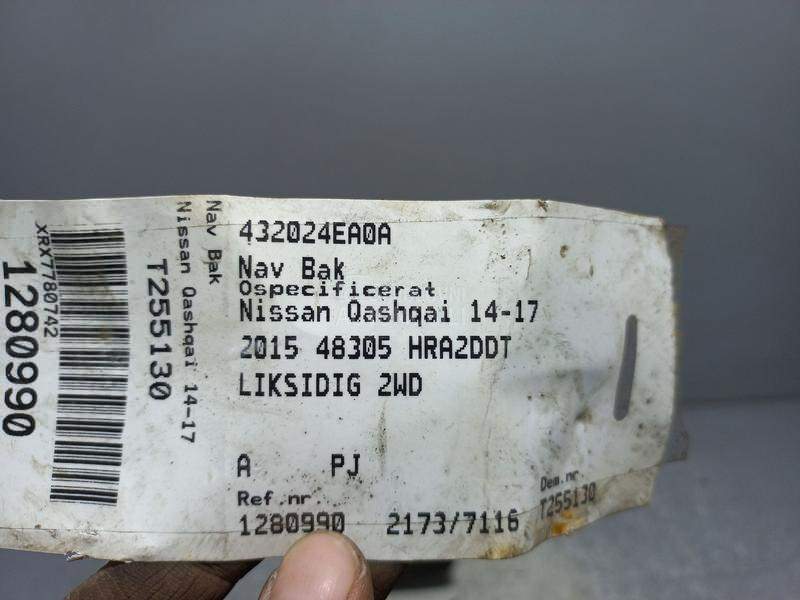 432024EA0A
Nav Bak
Ospecificerat
Nissan Qashqai 14-17
2015 48305 HRA2DDT
LIKSIDIG 2WD
A PJ
Ref.nr.
1280990 2173/7116
Dem.nr
T255130
Nav Bak
Nissan Qashqai 14-17
T255130
XRX7780742
1280990